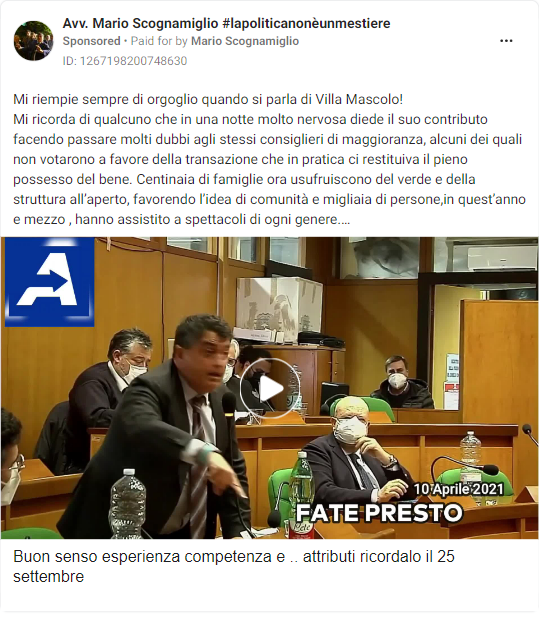 Avv. Mario Scognamiglio #lapoliticanonèunmestiere
Sponsored • Paid for by Mario Scognamiglio
ID: 1267198200748630
Mi riempie sempre di orgoglio quando si parla di Villa Mascolo!
Mi ricorda di qualcuno che in una notte molto nervosa diede il suo contributo
facendo passare molti dubbi agli stessi consiglieri di maggioranza, alcuni dei quali
non votarono a favore della transazione che in pratica ci restituiva il pieno
possesso del bene. Centinaia di famiglie ora usufruiscono del verde e della
struttura all’aperto, favorendo l’idea di comunità e migliaia di persone,in quest’anno
e mezzo , hanno assistito a spettacoli di ogni genere....
A
10 Aprile 2021
FATE PRESTO
Buon senso esperienza competenza e .. attributi ricordalo il 25
settembre